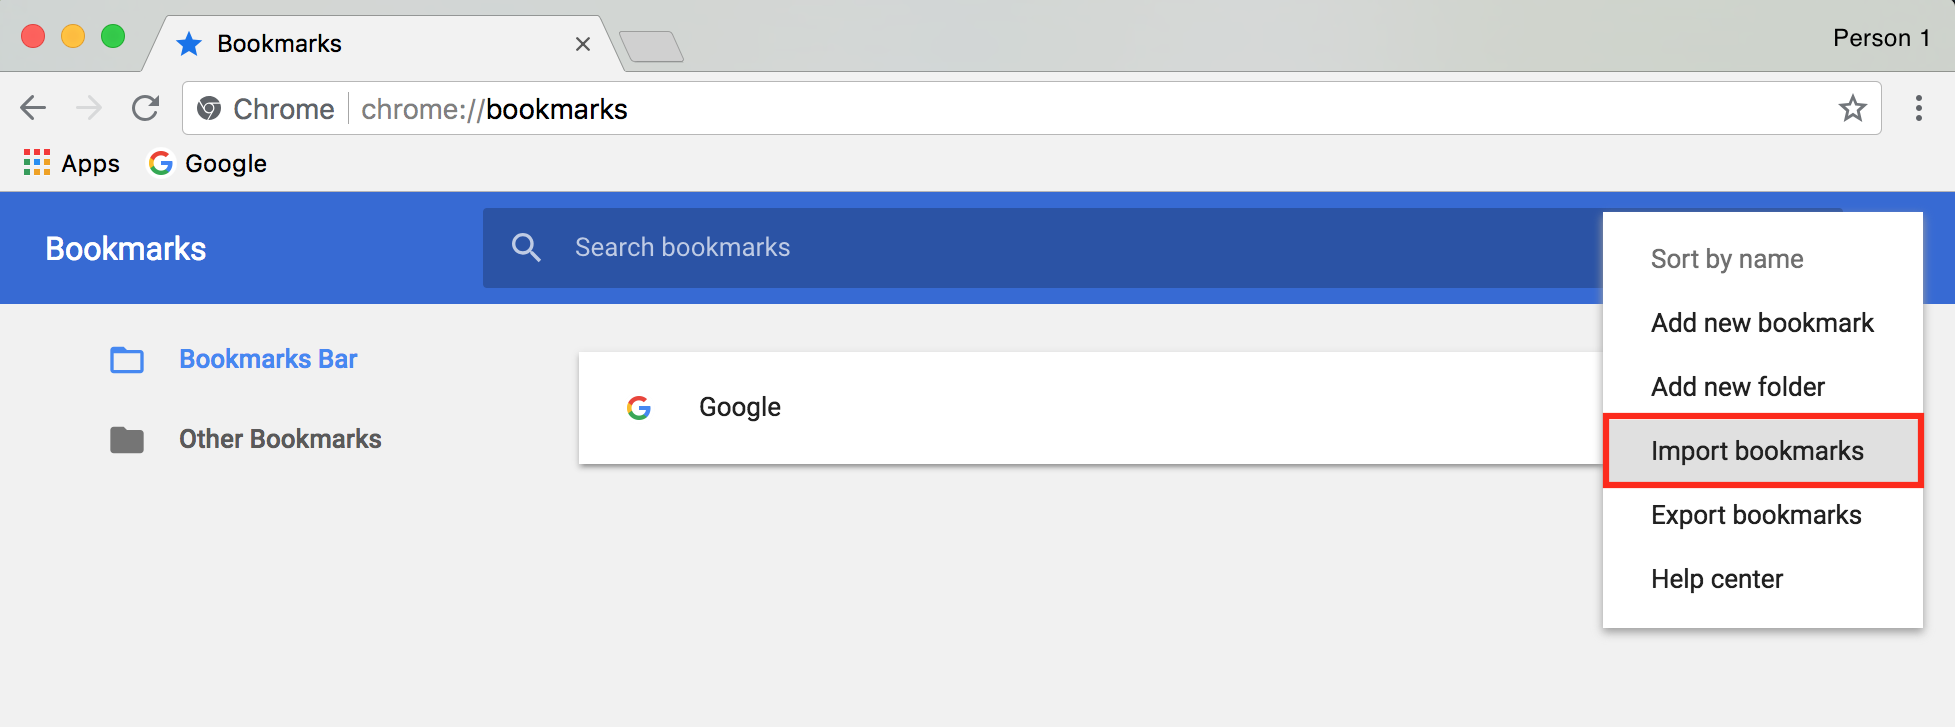 Bookmarks
Person 1
Chrome chrome://bookmarks
Apps Google
Bookmarks
Search bookmarks
Bookmarks Bar
Other Bookmarks
Google
Sort by name
Add new bookmark
Add new folder
Import bookmarks
Export bookmarks
Help center